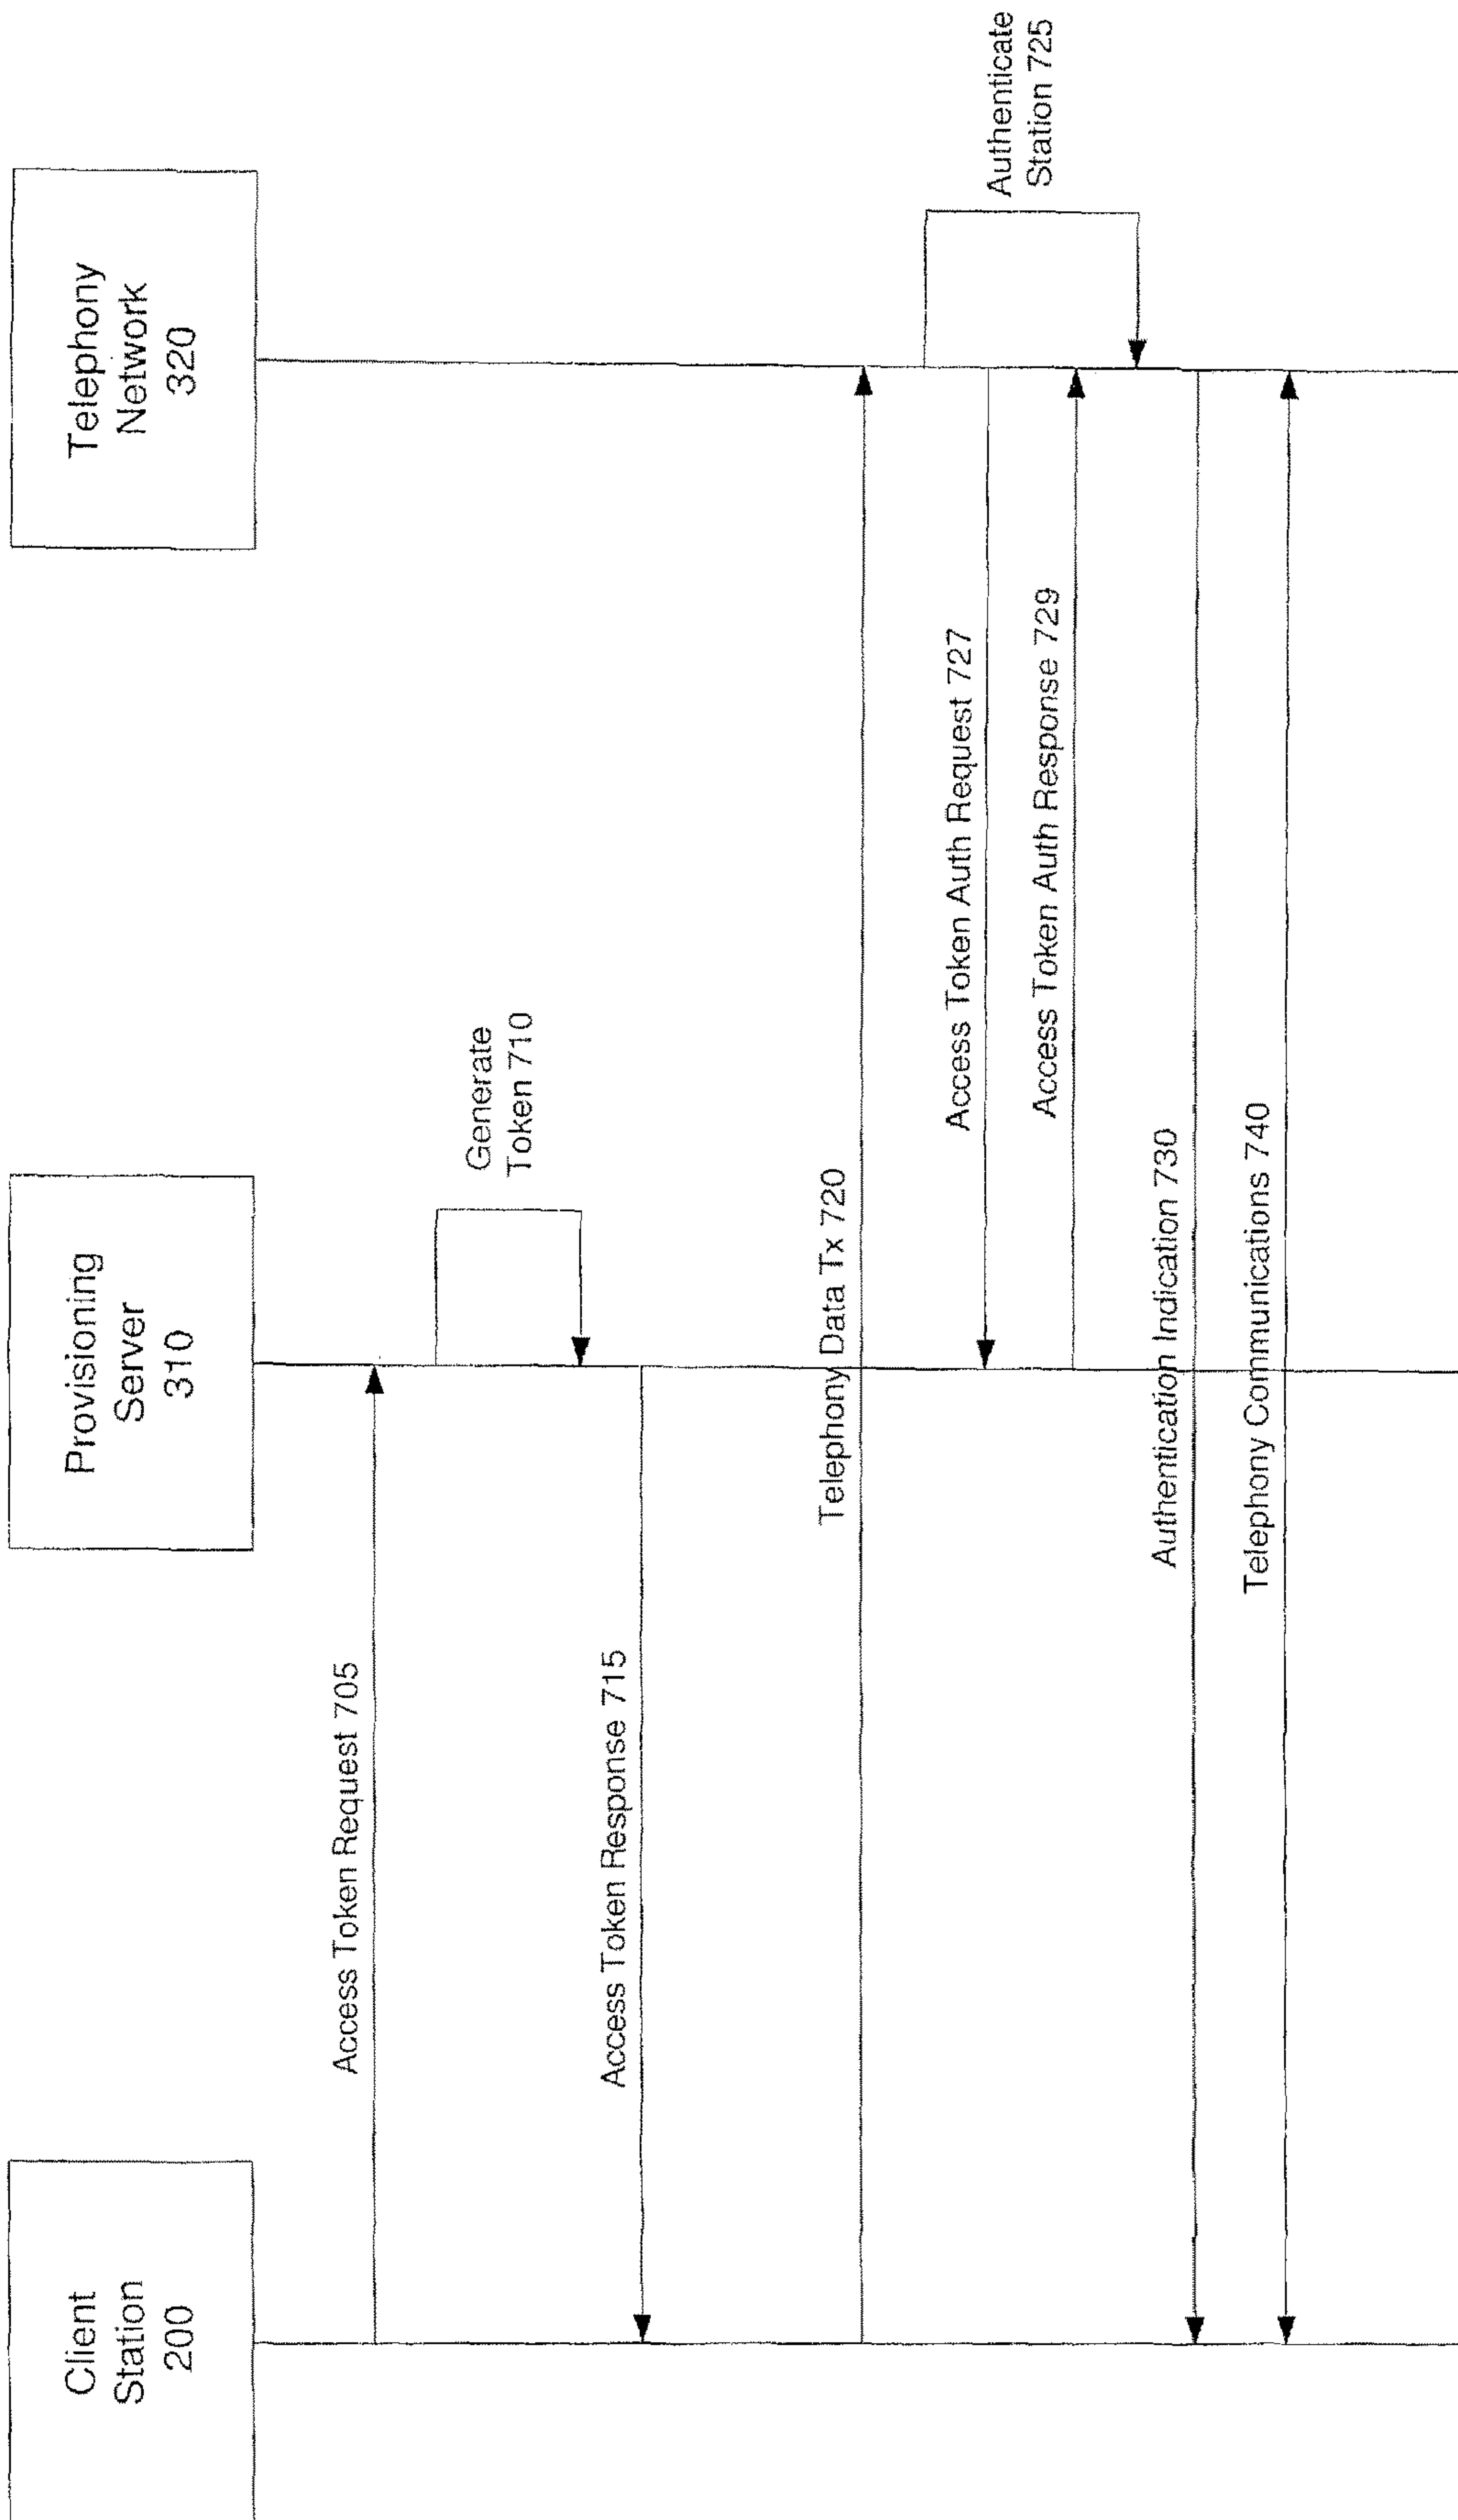 Client
Station
200
Provisioning
Server
310
Telephony
Network
320
Access Token Request 705
Generate
Token 710
Access Token Response 715
Telephony Data Tx 720
Authenticate
Station 725
Access Token Auth Request 727
Access Token Auth Response 729
Authentication Indication 730
Telephony Communications 740